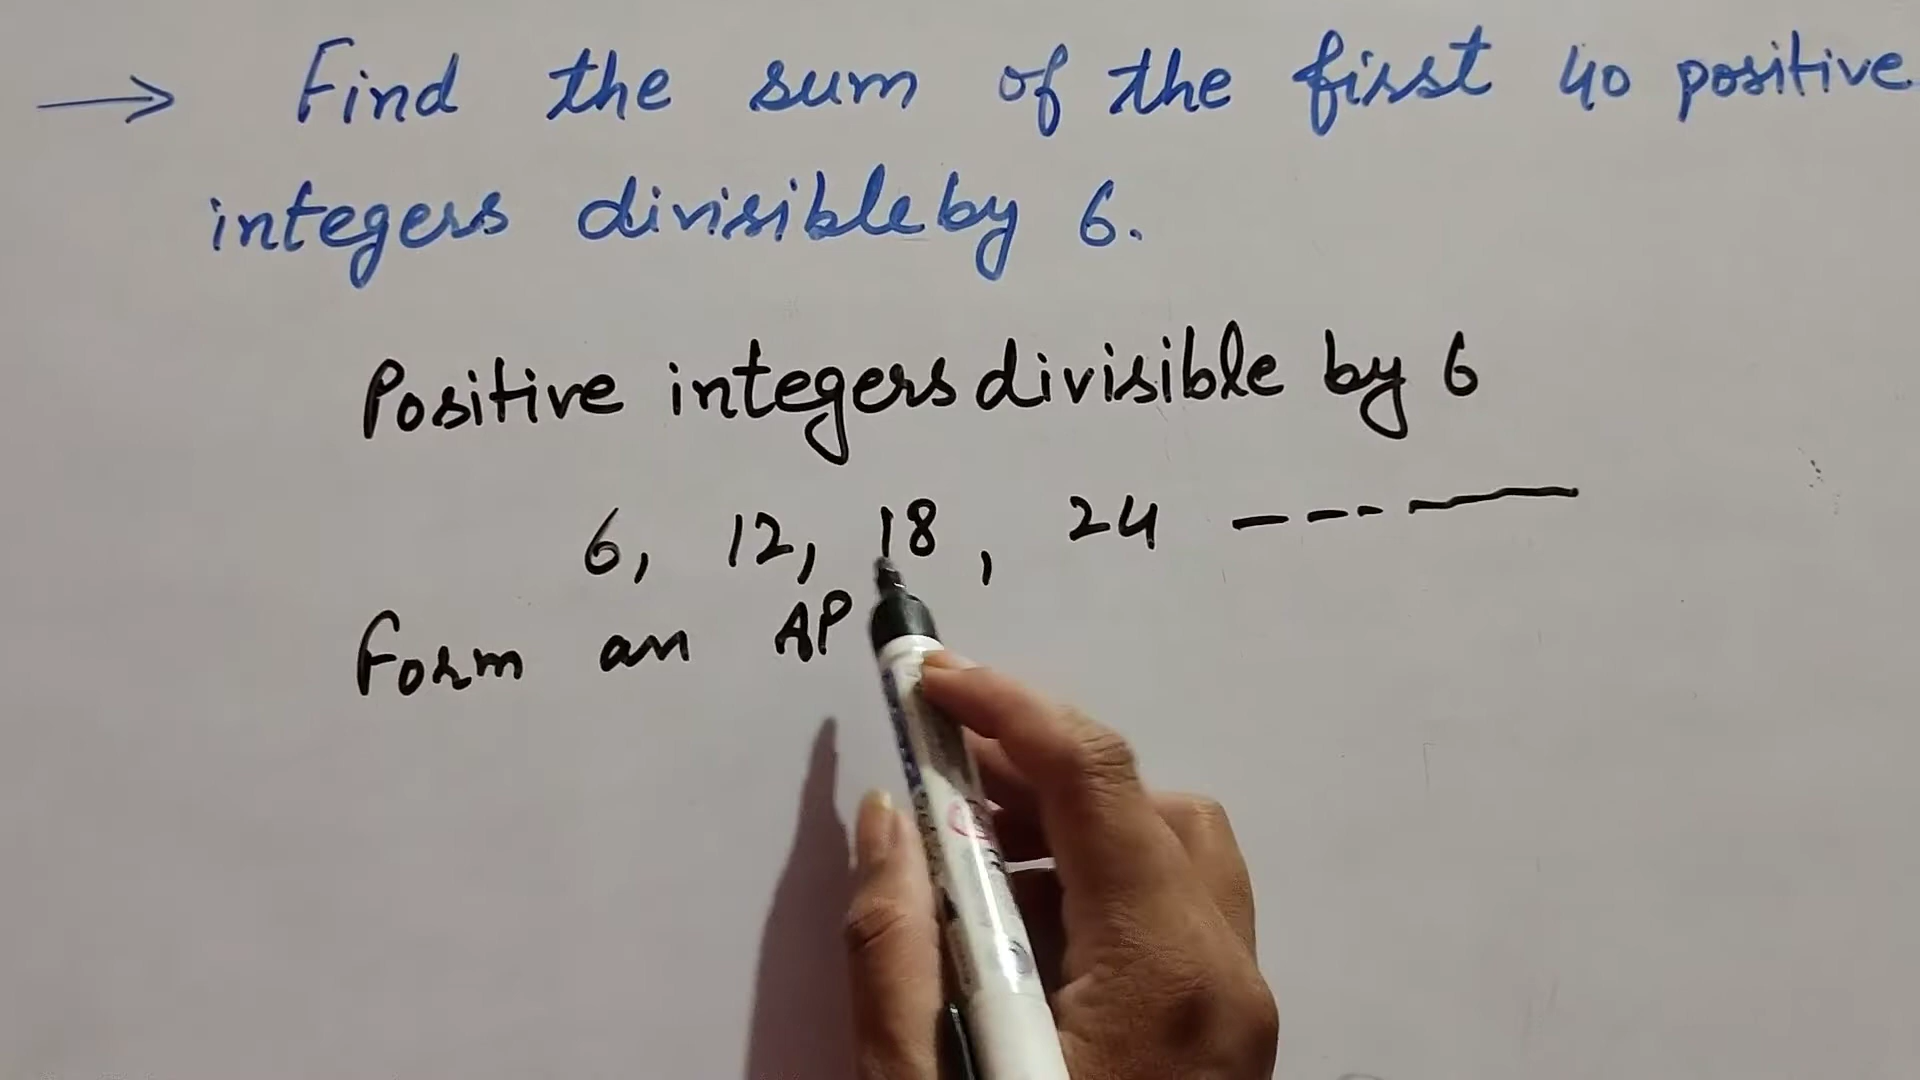 → Find the sum of the first 40 positive
integers divisible by 6.
Positive integers divisible by 6
6, 12, 18, 24 ------
Form an AP